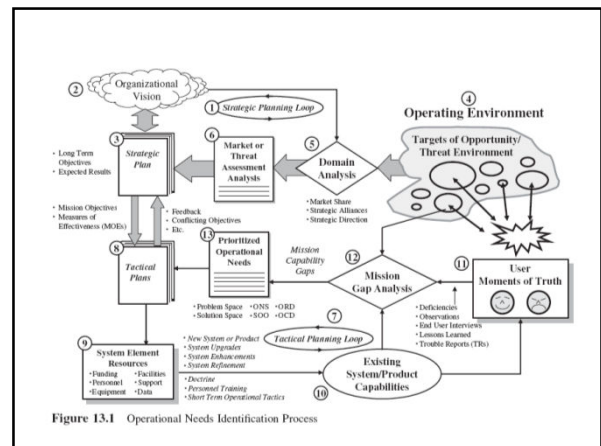 2
Organizational
Vision
1
Strategic Planning Loop
4
Operating Environment
Targets of Opportunity/
Threat Environment
3
Strategic
Plan
• Long Term
Objectives
• Expected Results
6
Market or
Threat
Assessment
Analysis
5
Domain
Analysis
• Market Share
• Strategic Alliances
• Strategic Direction
• Mission Objectives
• Measures of
Effectiveness (MOEs)
• Feedback
• Conflicting Objectives
• Etc.
8
Tactical
Plans
13
Prioritized
Operational
Needs
Mission
Capability
Gaps
12
Mission
Gap Analysis
11
User
Moments of Truth
• Problem Space • ONS • ORD
• Solution Space • SOO • OCD
7
Tactical Planning Loop
• Deficiencies
• Observations
• End User Interviews
• Lessons Learned
• Trouble Reports (TRs)
9
System Element
Resources
• Funding • Facilities
• Personnel • Support
• Equipment • Data
• New System or Product
• System Upgrades
• System Enhancements
• System Refinement
• Doctrine
• Personnel Training
• Short Term Operational Tactics
Existing
System/Product
Capabilities
10
Figure 13.1 Operational Needs Identification Process